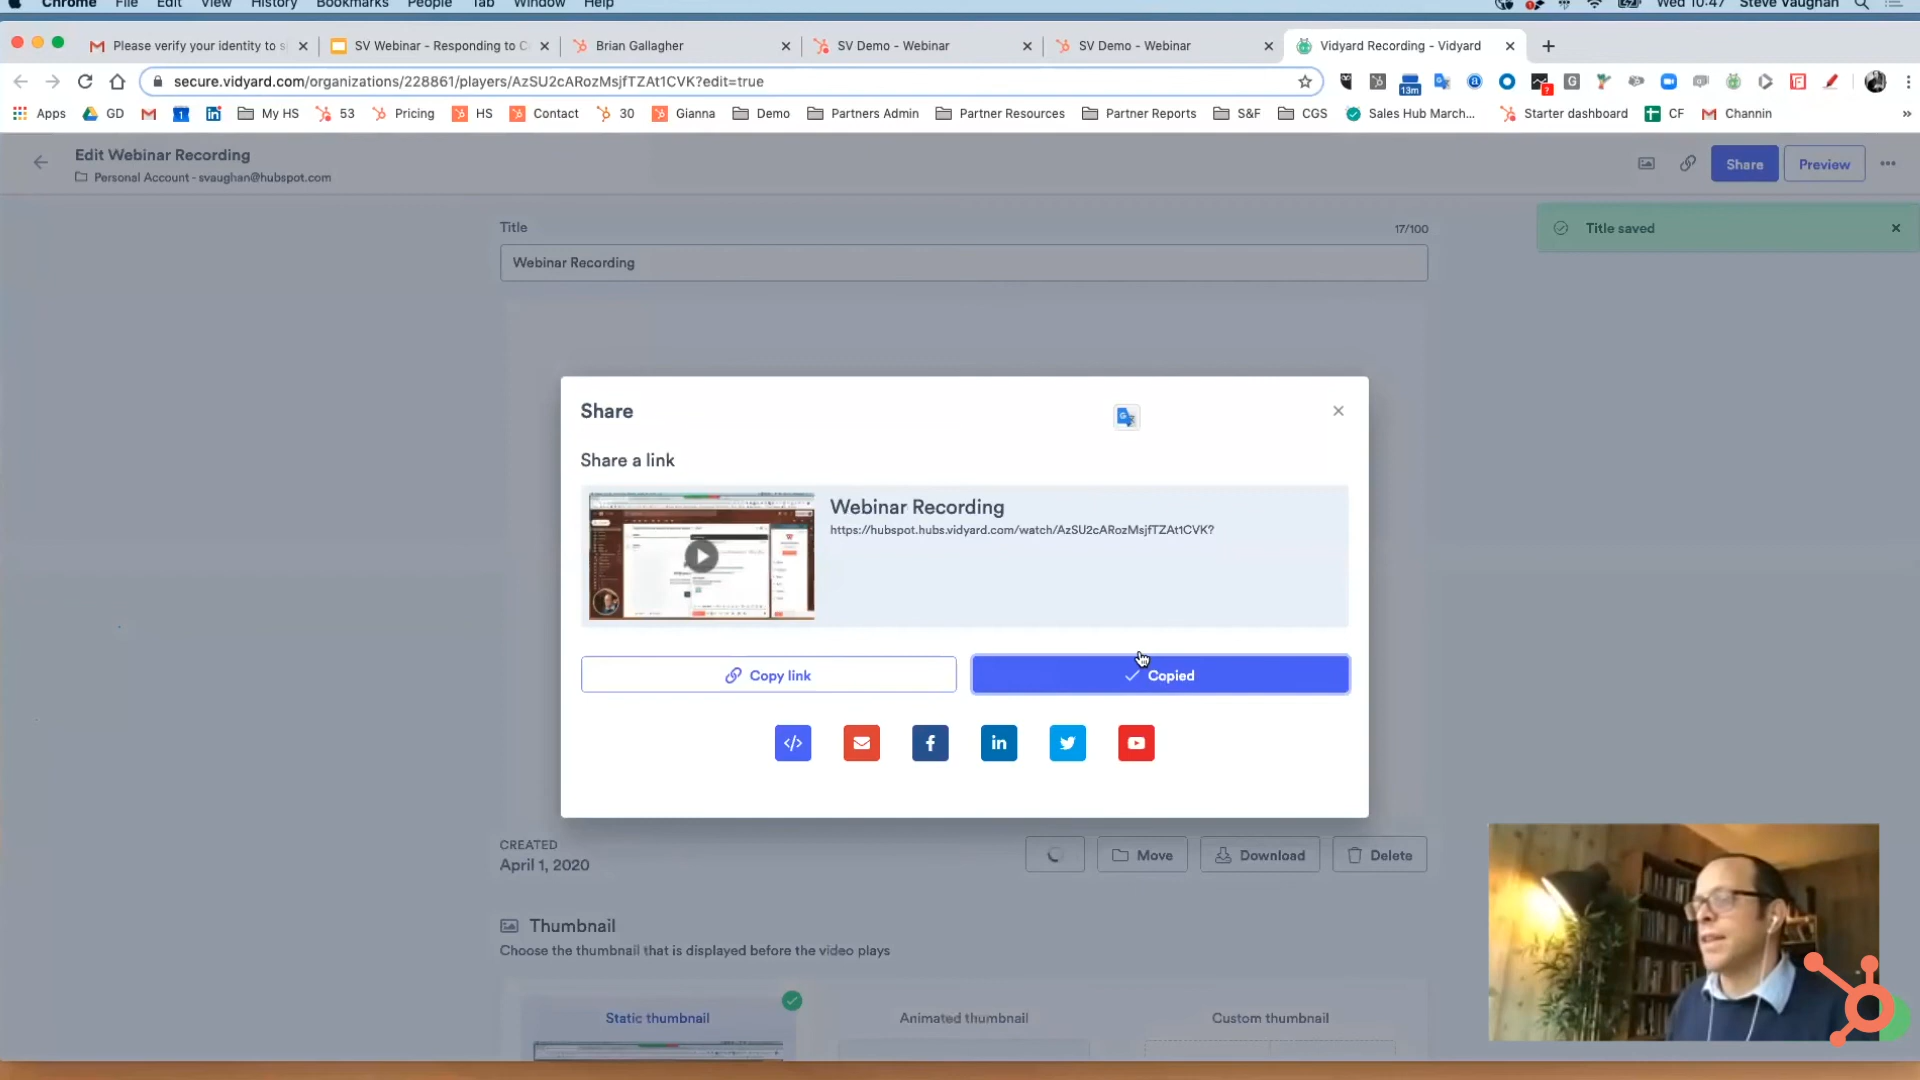 Chrome File Edit View History Bookmarks People Tab Window Help Wed 10:47 Steve Vaughan
Please verify your identity to s
SV Webinar - Responding to C
Brian Gallagher
SV Demo - Webinar
SV Demo - Webinar
Vidyard Recording - Vidyard
secure.vidyard.com/organizations/228861/players/AzSU2cARozMsjfTZAt1CVK?edit=true
13m
Apps GD My HS 53 Pricing HS Contact 30 Gianna Demo Partners Admin Partner Resources Partner Reports S&F CGS Sales Hub March... Starter dashboard CF Channin »
Edit Webinar Recording
Personal Account - svaughan@hubspot.com
Share Preview
Title 17/100
Title saved
Webinar Recording
Share
Share a link
Webinar Recording
https://hubspot.hubs.vidyard.com/watch/AzSU2cARozMsjfTZAt1CVK?
Copy link
Copied
CREATED
April 1, 2020
Move Download Delete
Thumbnail
Choose the thumbnail that is displayed before the video plays
Static thumbnail Animated thumbnail Custom thumbnail